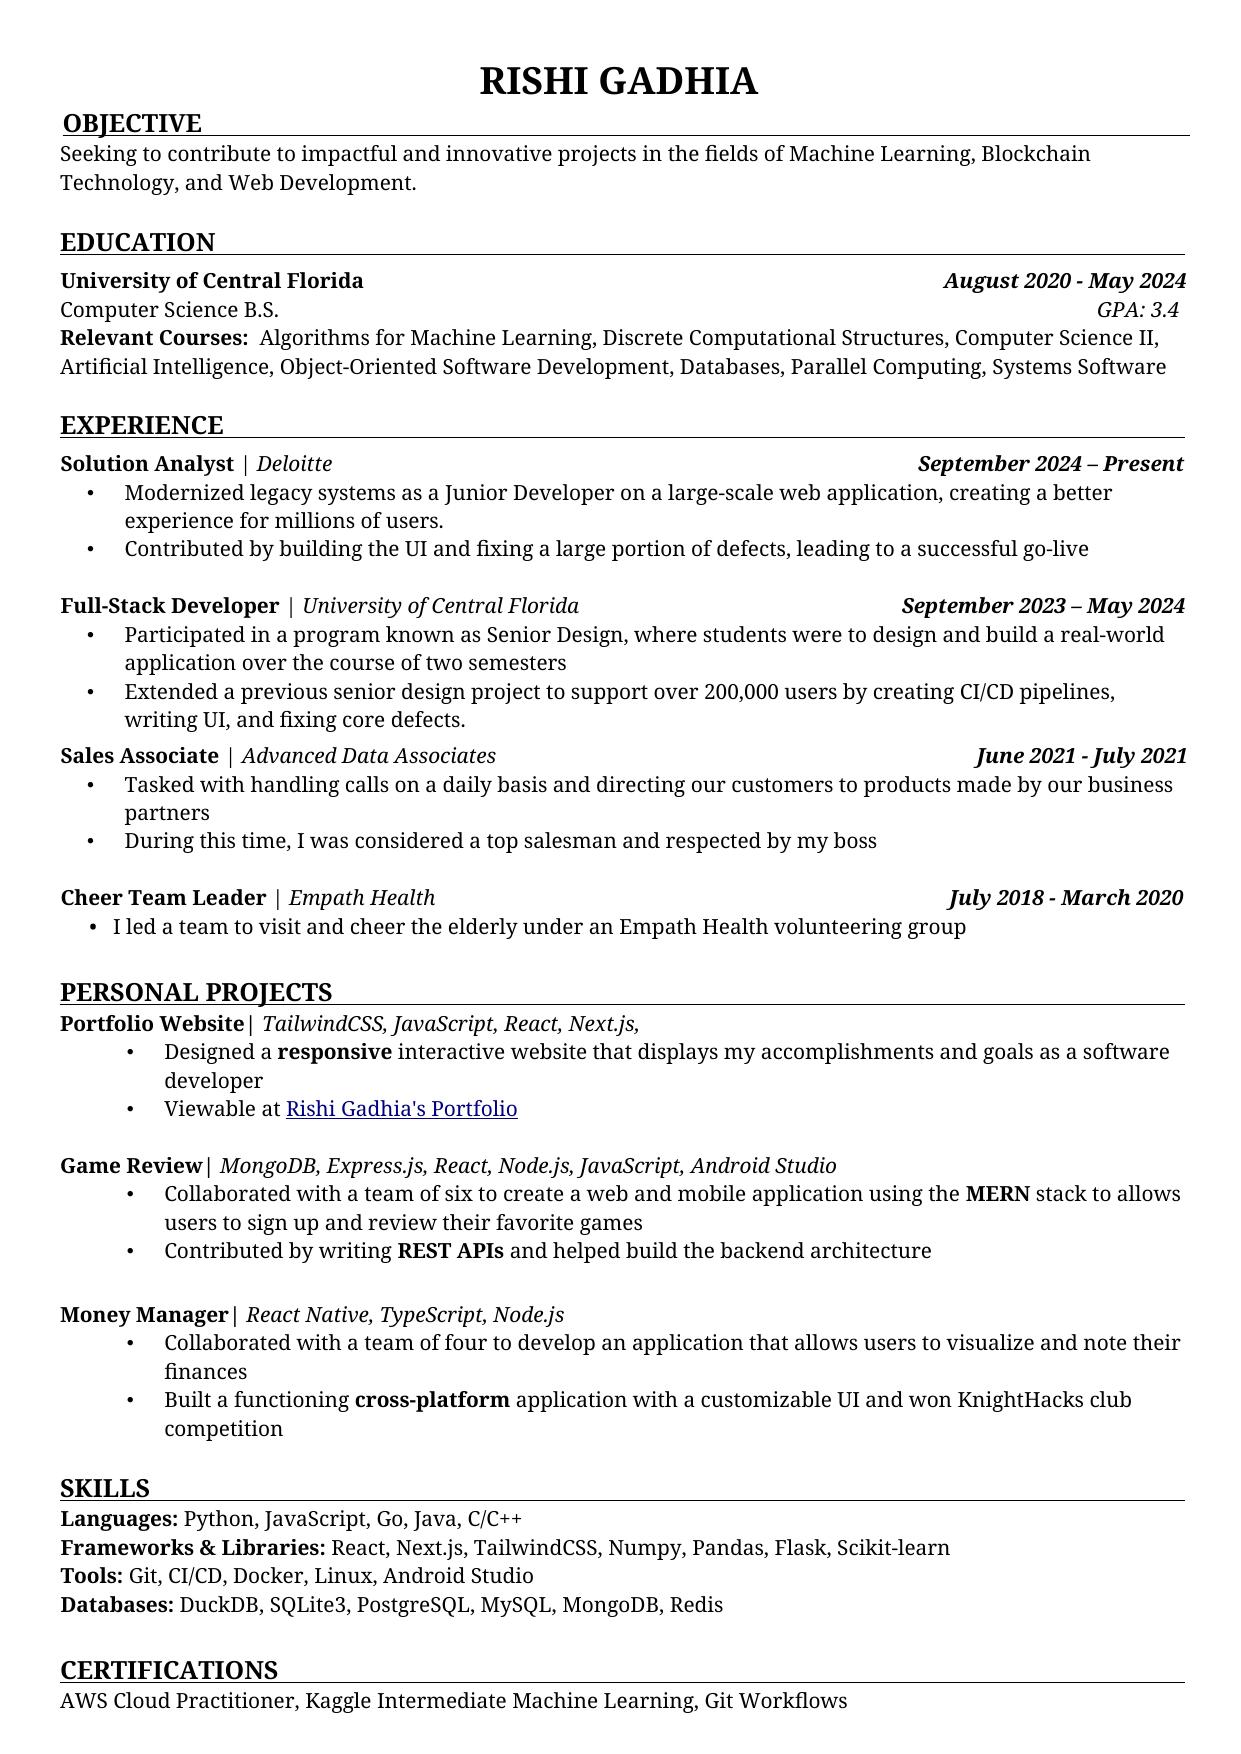 RISHI GADHIA
OBJECTIVE
Seeking to contribute to impactful and innovative projects in the fields of Machine Learning, Blockchain
Technology, and Web Development.
EDUCATION
University of Central Florida August 2020 - May 2024
Computer Science B.S. GPA: 3.4
Relevant Courses: Algorithms for Machine Learning, Discrete Computational Structures, Computer Science II,
Artificial Intelligence, Object-Oriented Software Development, Databases, Parallel Computing, Systems Software
EXPERIENCE
Solution Analyst | Deloitte September 2024 – Present
• Modernized legacy systems as a Junior Developer on a large-scale web application, creating a better
experience for millions of users.
• Contributed by building the UI and fixing a large portion of defects, leading to a successful go-live
Full-Stack Developer | University of Central Florida September 2023 – May 2024
• Participated in a program known as Senior Design, where students were to design and build a real-world
application over the course of two semesters
• Extended a previous senior design project to support over 200,000 users by creating CI/CD pipelines,
writing UI, and fixing core defects.
Sales Associate | Advanced Data Associates June 2021 - July 2021
• Tasked with handling calls on a daily basis and directing our customers to products made by our business
partners
• During this time, I was considered a top salesman and respected by my boss
Cheer Team Leader | Empath Health July 2018 - March 2020
• I led a team to visit and cheer the elderly under an Empath Health volunteering group
PERSONAL PROJECTS
Portfolio Website| TailwindCSS, JavaScript, React, Next.js,
• Designed a responsive interactive website that displays my accomplishments and goals as a software
developer
• Viewable at Rishi Gadhia's Portfolio
Game Review| MongoDB, Express.js, React, Node.js, JavaScript, Android Studio
• Collaborated with a team of six to create a web and mobile application using the MERN stack to allows
users to sign up and review their favorite games
• Contributed by writing REST APIs and helped build the backend architecture
Money Manager| React Native, TypeScript, Node.js
• Collaborated with a team of four to develop an application that allows users to visualize and note their
finances
• Built a functioning cross-platform application with a customizable UI and won KnightHacks club
competition
SKILLS
Languages: Python, JavaScript, Go, Java, C/C++
Frameworks & Libraries: React, Next.js, TailwindCSS, Numpy, Pandas, Flask, Scikit-learn
Tools: Git, CI/CD, Docker, Linux, Android Studio
Databases: DuckDB, SQLite3, PostgreSQL, MySQL, MongoDB, Redis
CERTIFICATIONS
AWS Cloud Practitioner, Kaggle Intermediate Machine Learning, Git Workflows